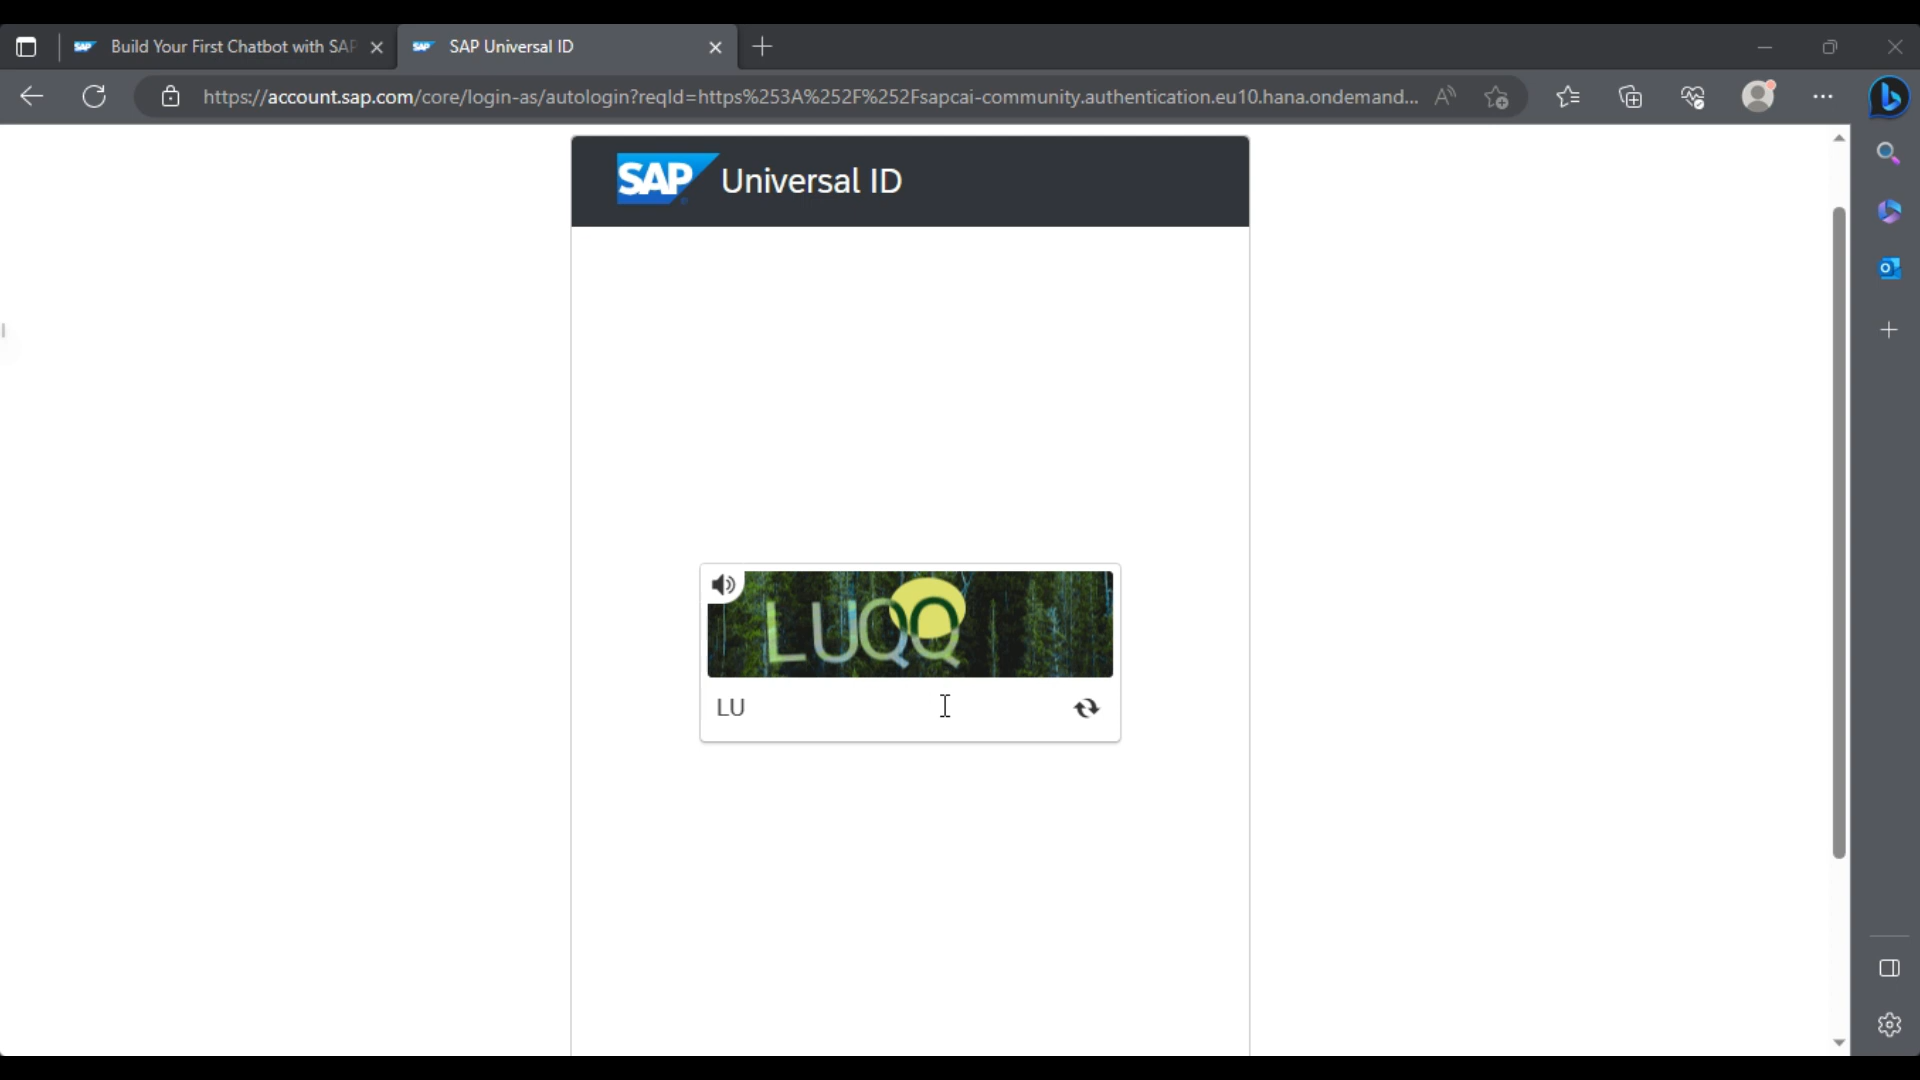 Build Your First Chatbot with SAP
SAP Universal ID
https://account.sap.com/core/login-as/autologin?reqId=https%253A%252F%252Fsapcai-community.authentication.eu10.hana.ondemand...
SAP Universal ID
LUQQ
LU